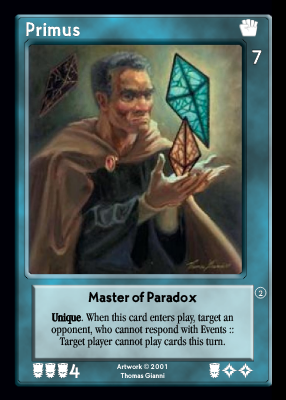 Primus
7
Master of Paradox
2
Unique. When this card enters play, target an
opponent, who cannot respond with Events ::
Target player cannot play cards this turn.
4
Artwork © 2001
Thomas Gianni